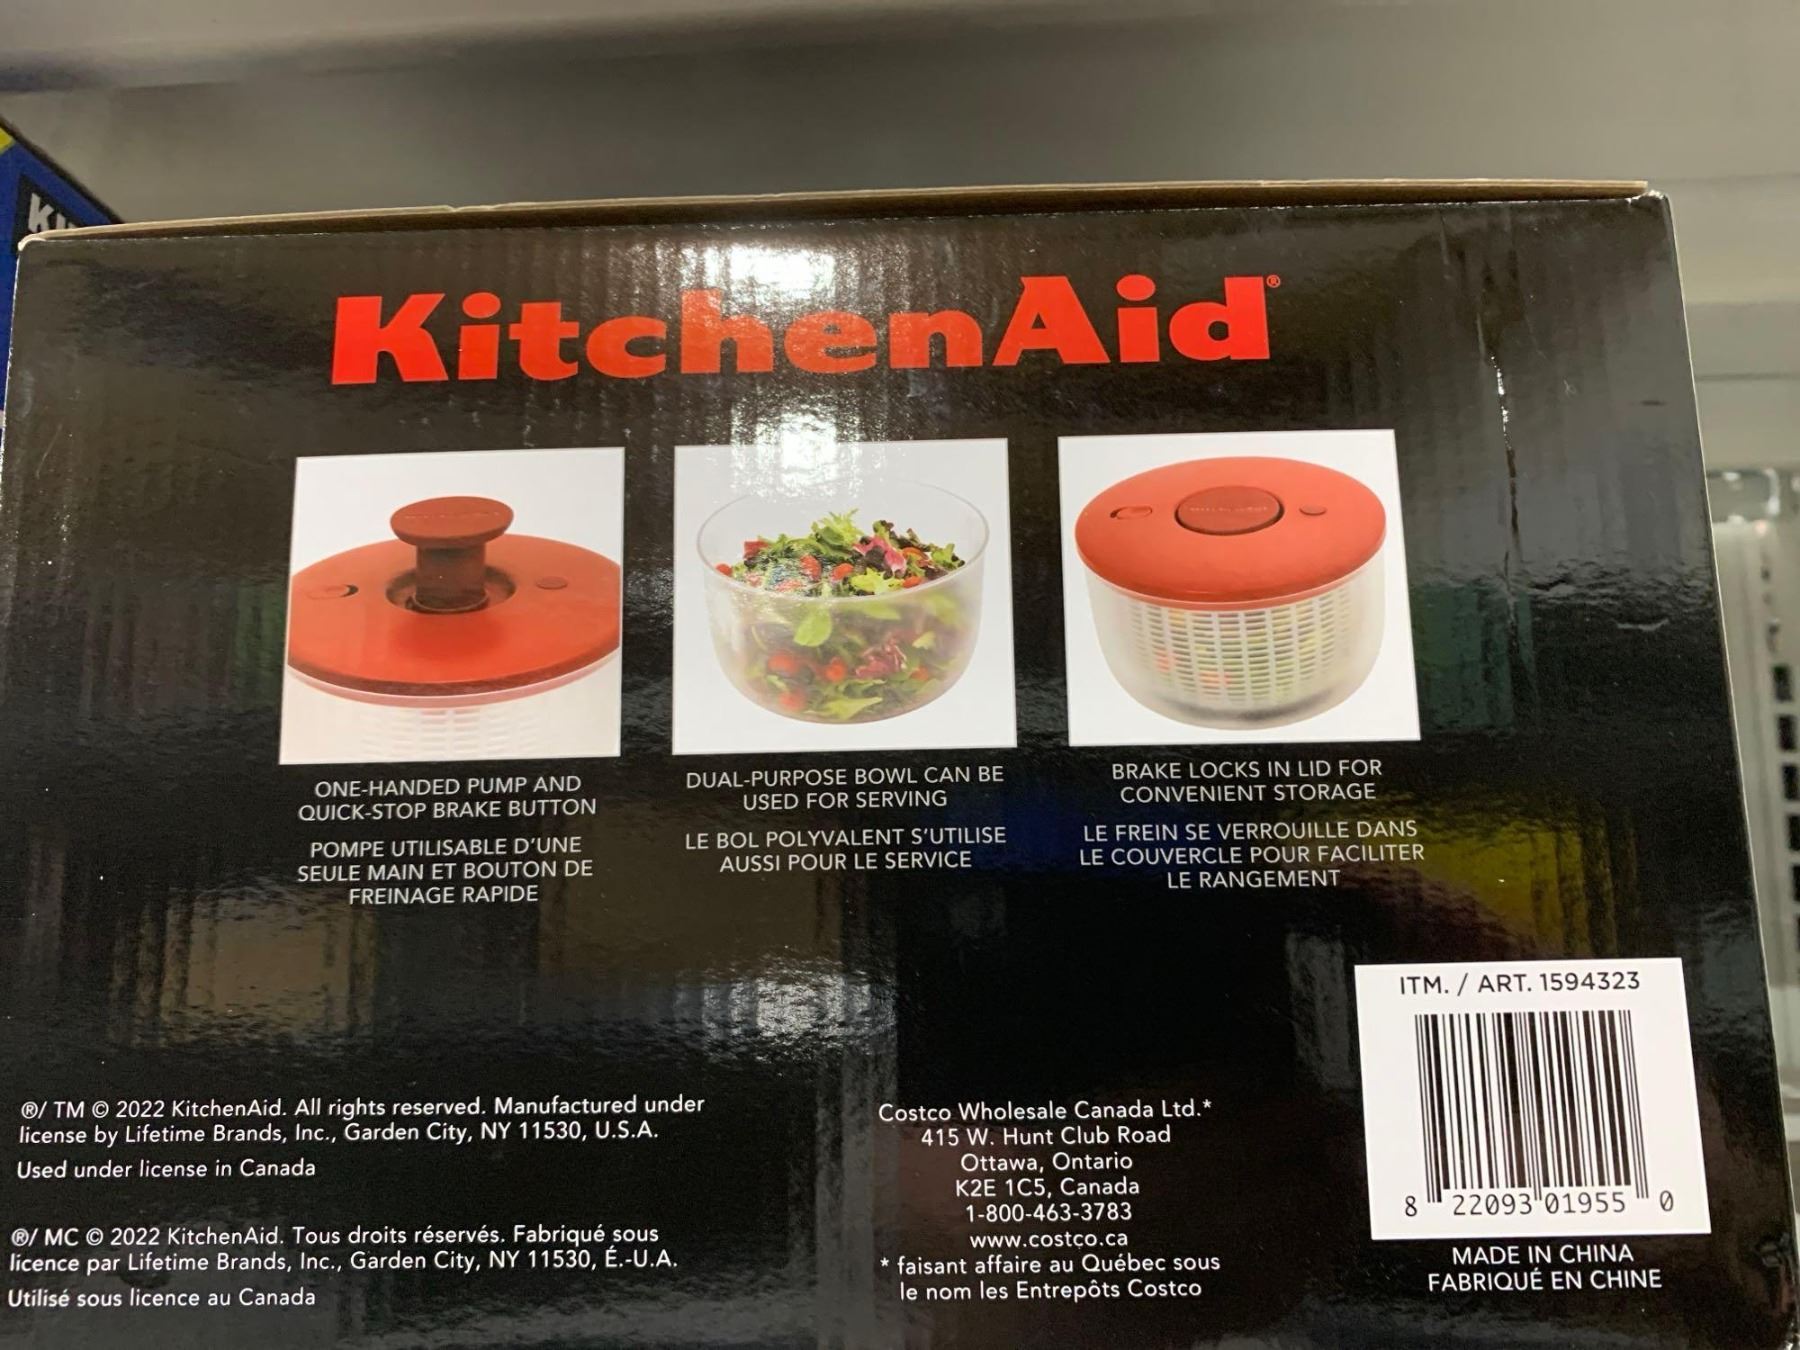 KitchenAid®
ONE-HANDED PUMP AND
QUICK-STOP BRAKE BUTTON
POMPE UTILISABLE D'UNE
SEULE MAIN ET BOUTON DE
FREINAGE RAPIDE
DUAL-PURPOSE BOWL CAN BE
USED FOR SERVING
LE BOL POLYVALENT S'UTILISE
AUSSI POUR LE SERVICE
BRAKE LOCKS IN LID FOR
CONVENIENT STORAGE
LE FREIN SE VERROUILLE DANS
LE COUVERCLE POUR FACILITER
LE RANGEMENT
®/ TM © 2022 KitchenAid. All rights reserved. Manufactured under
license by Lifetime Brands, Inc., Garden City, NY 11530, U.S.A.
Used under license in Canada
®/ MC © 2022 KitchenAid. Tous droits réservés. Fabriqué sous
licence par Lifetime Brands, Inc., Garden City, NY 11530, É.-U.A.
Utilisé sous licence au Canada
Costco Wholesale Canada Ltd.*
415 W. Hunt Club Road
Ottawa, Ontario
K2E 1C5, Canada
1-800-463-3783
www.costco.ca
* faisant affaire au Québec sous
le nom les Entrepôts Costco
ITM. / ART. 1594323
8 22093 01955 0
MADE IN CHINA
FABRIQUÉ EN CHINE